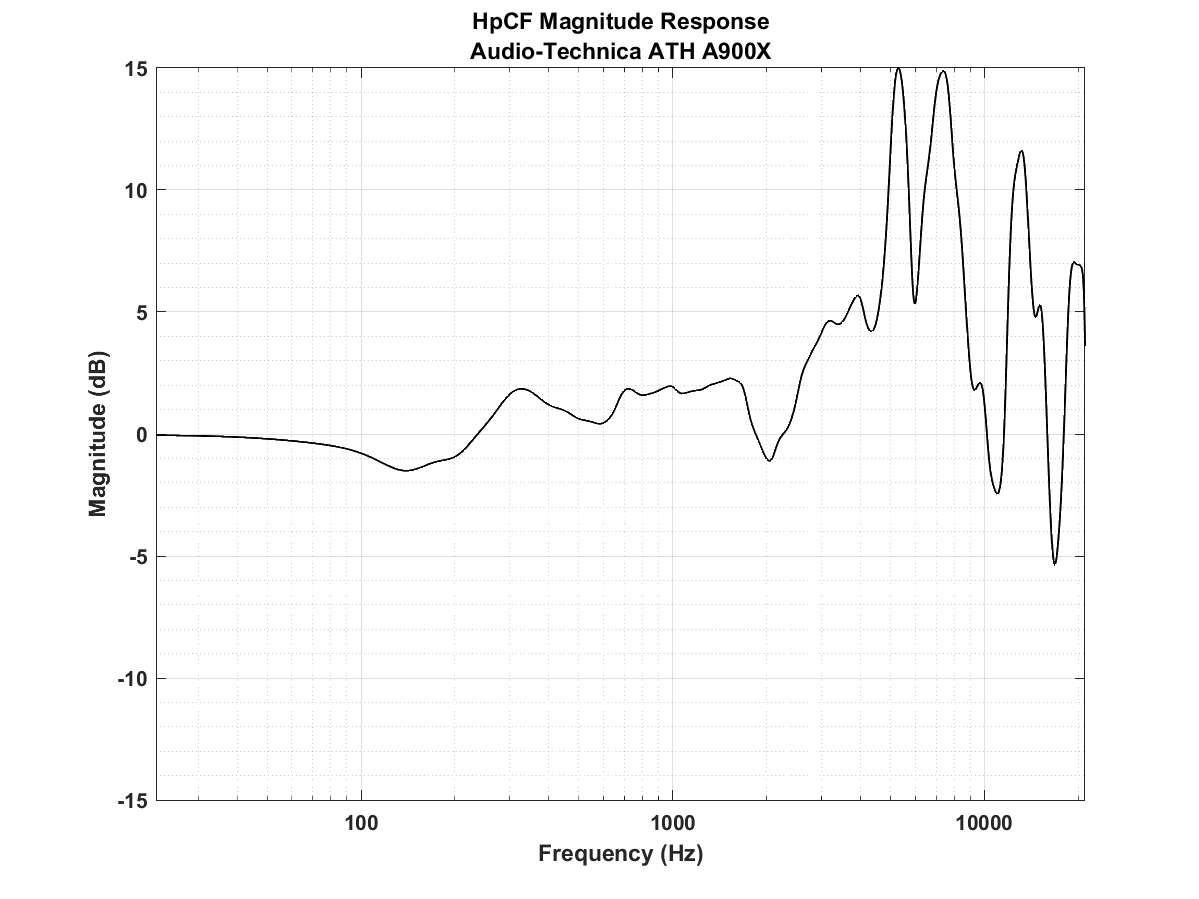 HpCF Magnitude Response
Audio-Technica ATH A900X
15
10
5
0
-5
-10
-15
Magnitude (dB)
100
1000
10000
Frequency (Hz)